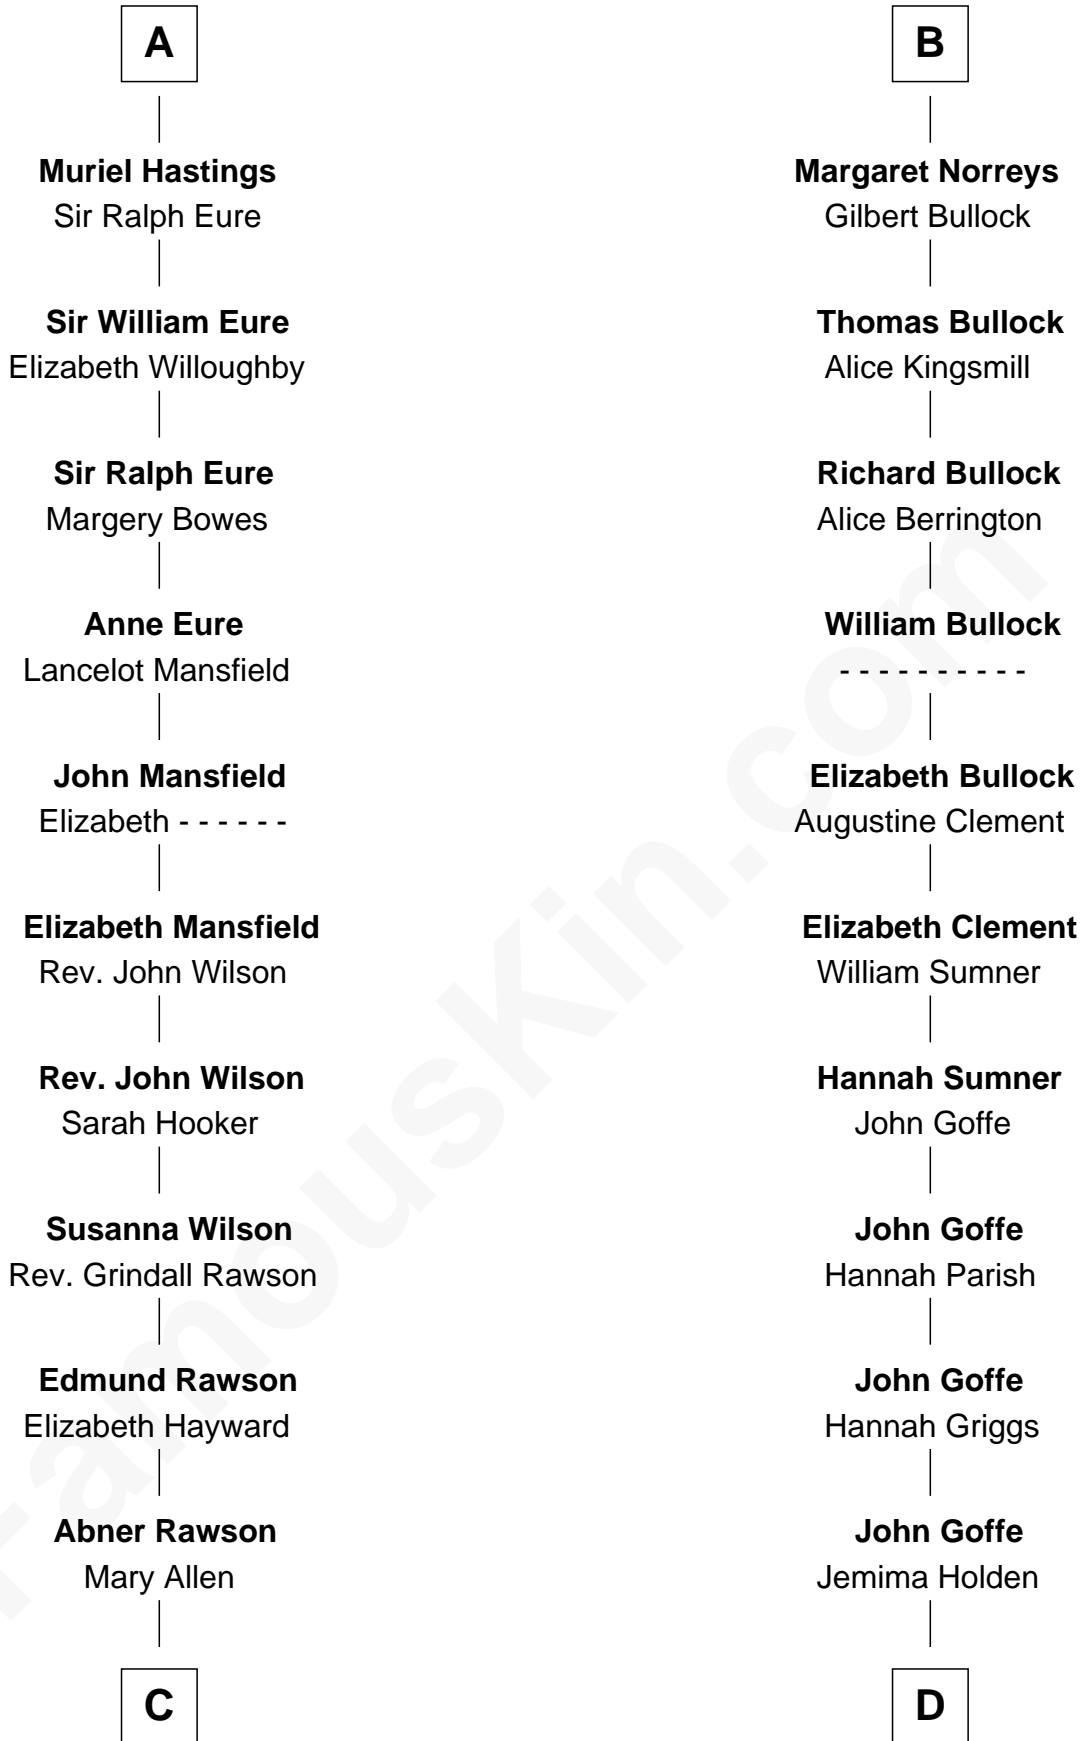 A
Muriel Hastings
Sir Ralph Eure
Sir William Eure
Elizabeth Willoughby
Sir Ralph Eure
Margery Bowes
Anne Eure
Lancelot Mansfield
John Mansfield
Elizabeth - - - - - -
Elizabeth Mansfield
Rev. John Wilson
Rev. John Wilson
Sarah Hooker
Susanna Wilson
Rev. Grindall Rawson
Edmund Rawson
Elizabeth Hayward
Abner Rawson
Mary Allen
C
B
Margaret Norreys
Gilbert Bullock
Thomas Bullock
Alice Kingsmill
Richard Bullock
Alice Berrington
William Bullock
- - - - - - - - - -
Elizabeth Bullock
Augustine Clement
Elizabeth Clement
William Sumner
Hannah Sumner
John Goffe
John Goffe
Hannah Parish
John Goffe
Hannah Griggs
John Goffe
Jemima Holden
D
FamousKin.com